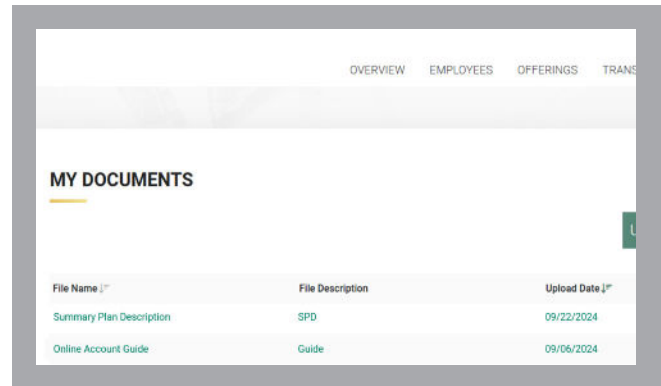 OVERVIEW EMPLOYEES OFFERINGS
MY DOCUMENTS
File Name File Description Upload Date
Summary Plan Description SPD 09/22/2024
Online Account Guide Guide 09/06/2024